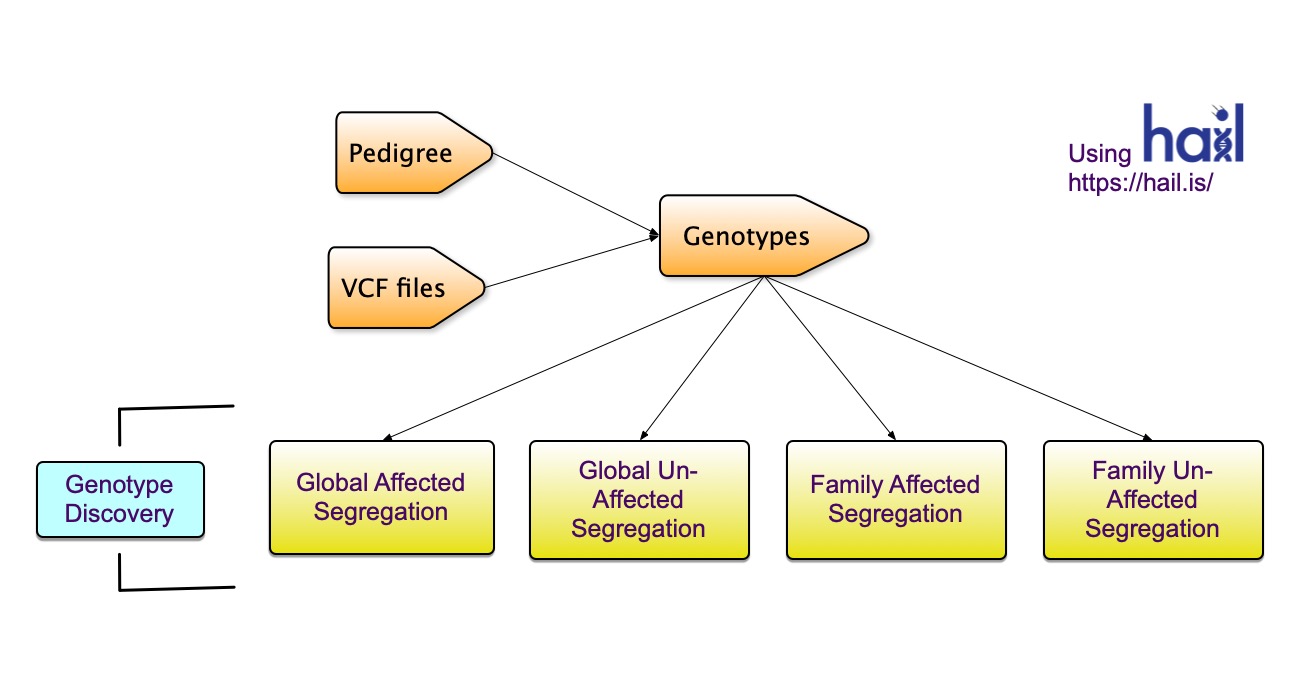 Pedigree
VCF files
Genotypes
Using hail
https://hail.is/
Genotype
Discovery
Global Affected
Segregation
Global Un-
Affected
Segregation
Family Affected
Segregation
Family Un-
Affected
Segregation